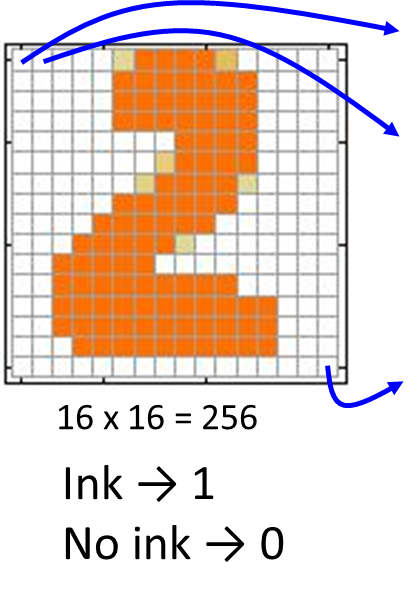 16 x 16 = 256
Ink → 1
No ink → 0